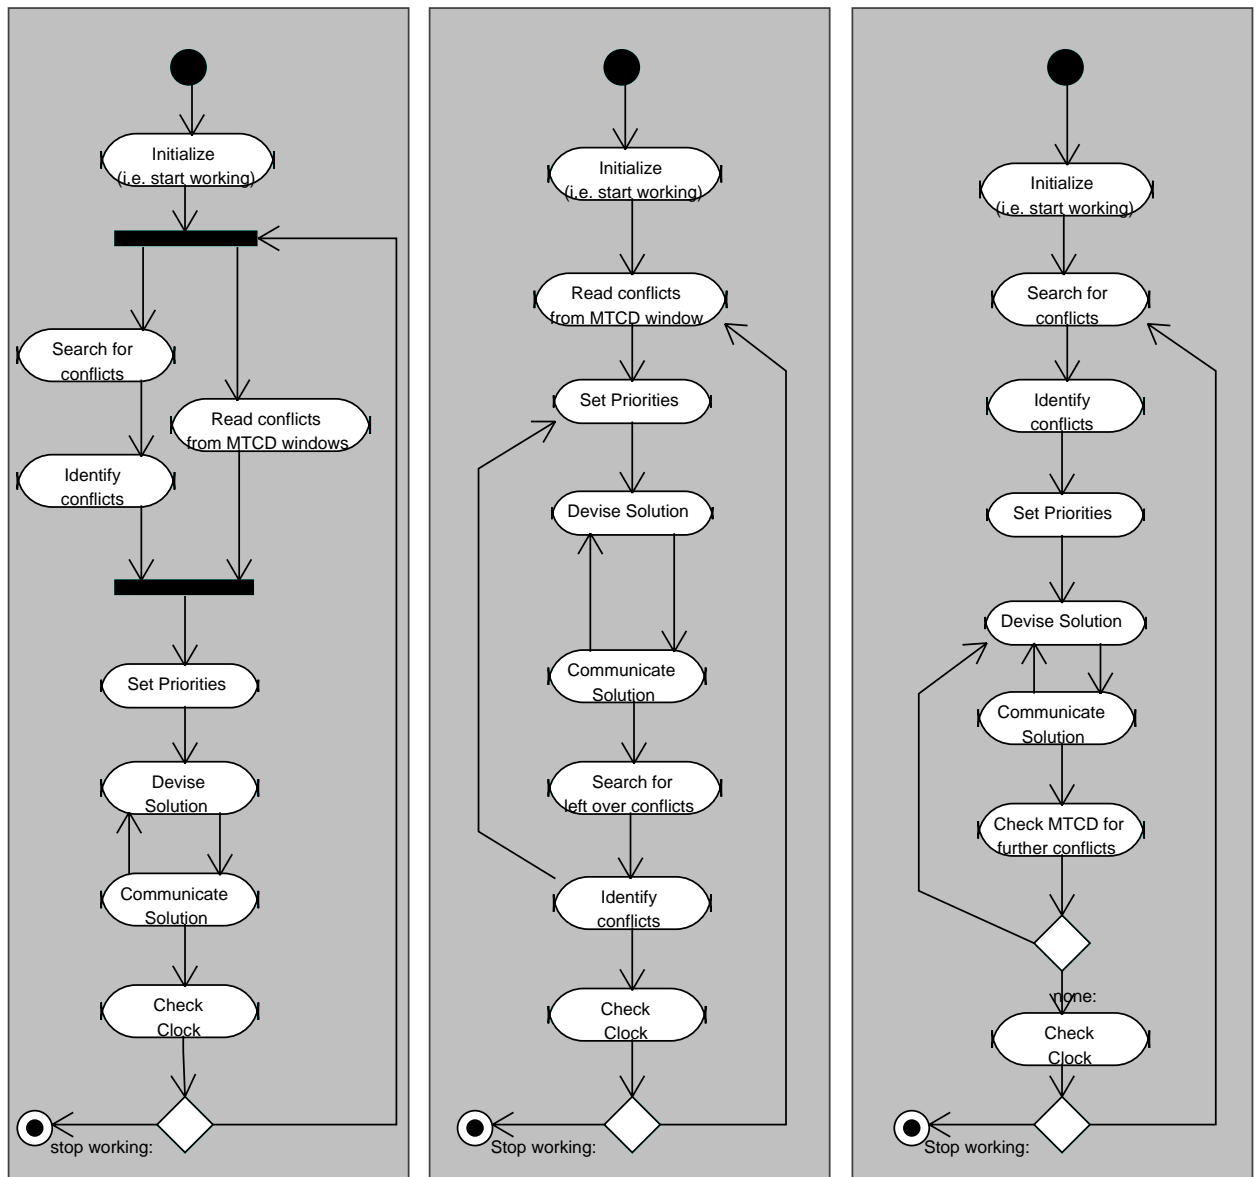 Initialize
(i.e. start working)
Search for
conflicts
Read conflicts
from MTCD windows
Identify
conflicts
Set Priorities
Devise
Solution
Communicate
Solution
Check
Clock
stop working:
Initialize
(i.e. start working)
Read conflicts
from MTCD window
Set Priorities
Devise Solution
Communicate
Solution
Search for
left over conflicts
Identify
conflicts
Check
Clock
Stop working:
Initialize
(i.e. start working)
Search for
conflicts
Identify
conflicts
Set Priorities
Devise Solution
Communicate
Solution
Check MTCD for
further conflicts
none:
Check
Clock
Stop working: